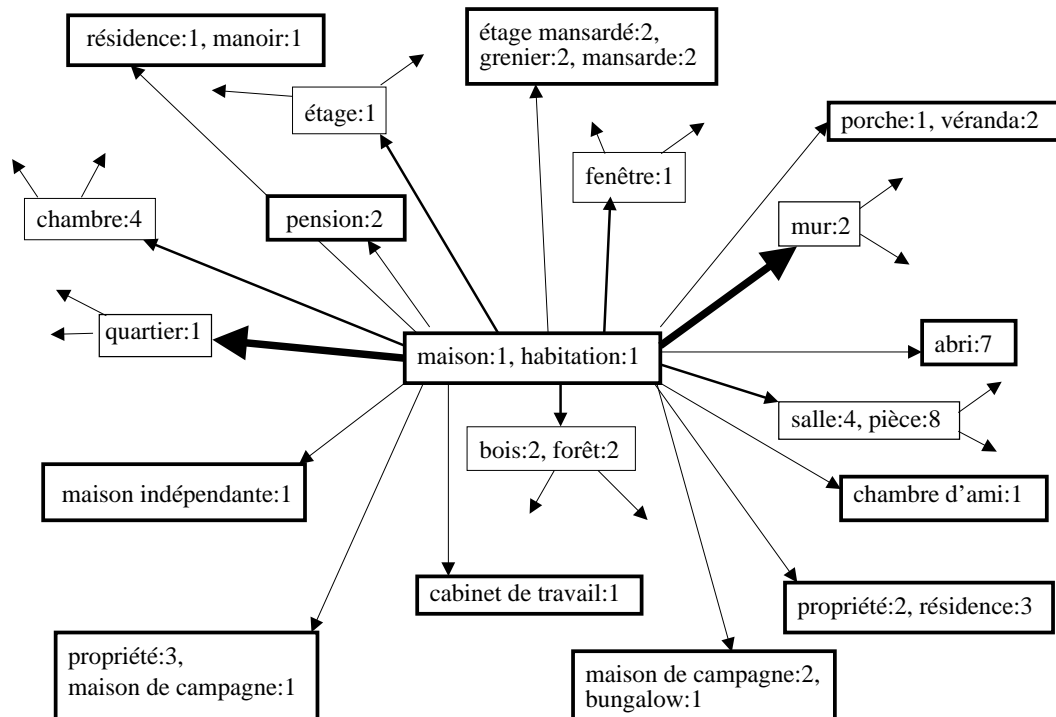 résidence:1, manoir:1
étage mansardé:2,
grenier:2, mansarde:2
étage:1
porche:1, véranda:2
fenêtre:1
chambre:4
pension:2
mur:2
quartier:1
maison:1, habitation:1
abri:7
salle:4, pièce:8
bois:2, forêt:2
maison indépendante:1
chambre d’ami:1
cabinet de travail:1
propriété:2, résidence:3
propriété:3,
maison de campagne:1
maison de campagne:2,
bungalow:1